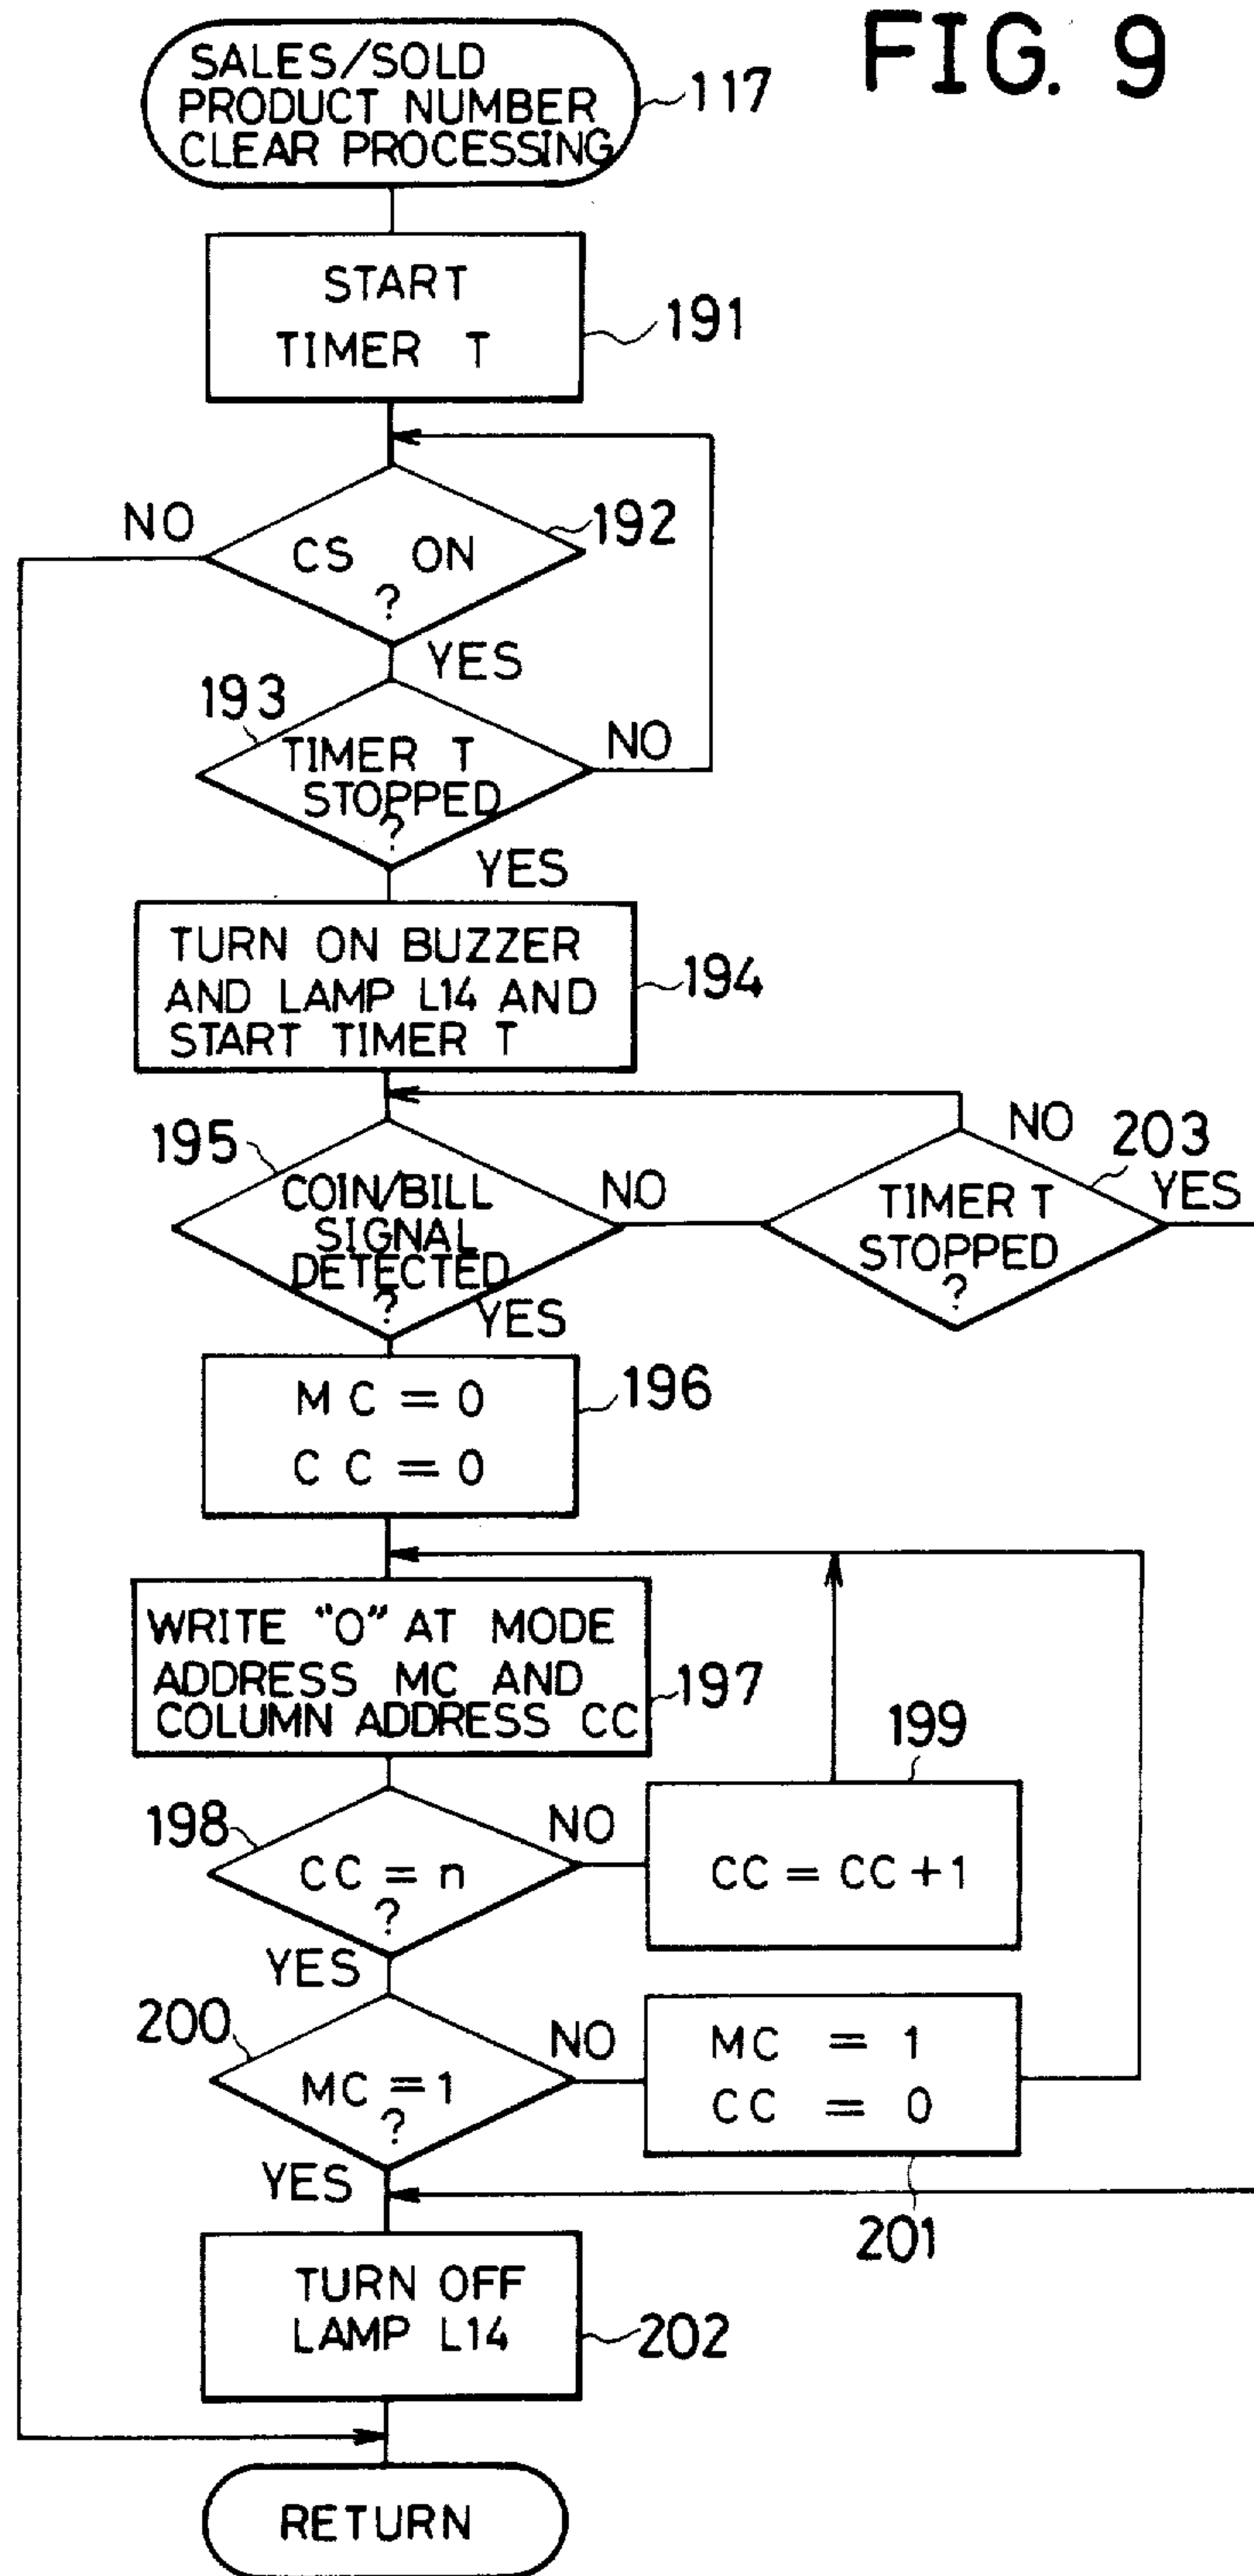 FIG. 9
SALES/SOLD
PRODUCT NUMBER
CLEAR PROCESSING
117
START
TIMER T
191
NO
CS ON
?
192
YES
193
TIMER T
STOPPED
?
NO
YES
TURN ON BUZZER
AND LAMP L14 AND
START TIMER T
194
195
COIN/BILL
SIGNAL
DETECTED
?
NO
YES
NO
203
TIMER T
STOPPED
?
YES
MC = 0
CC = 0
196
WRITE "0" AT MODE
ADDRESS MC AND
COLUMN ADDRESS CC
197
199
198
CC = n
?
NO
CC = CC + 1
YES
200
MC = 1
?
NO
MC = 1
CC = 0
YES
201
TURN OFF
LAMP L14
202
RETURN